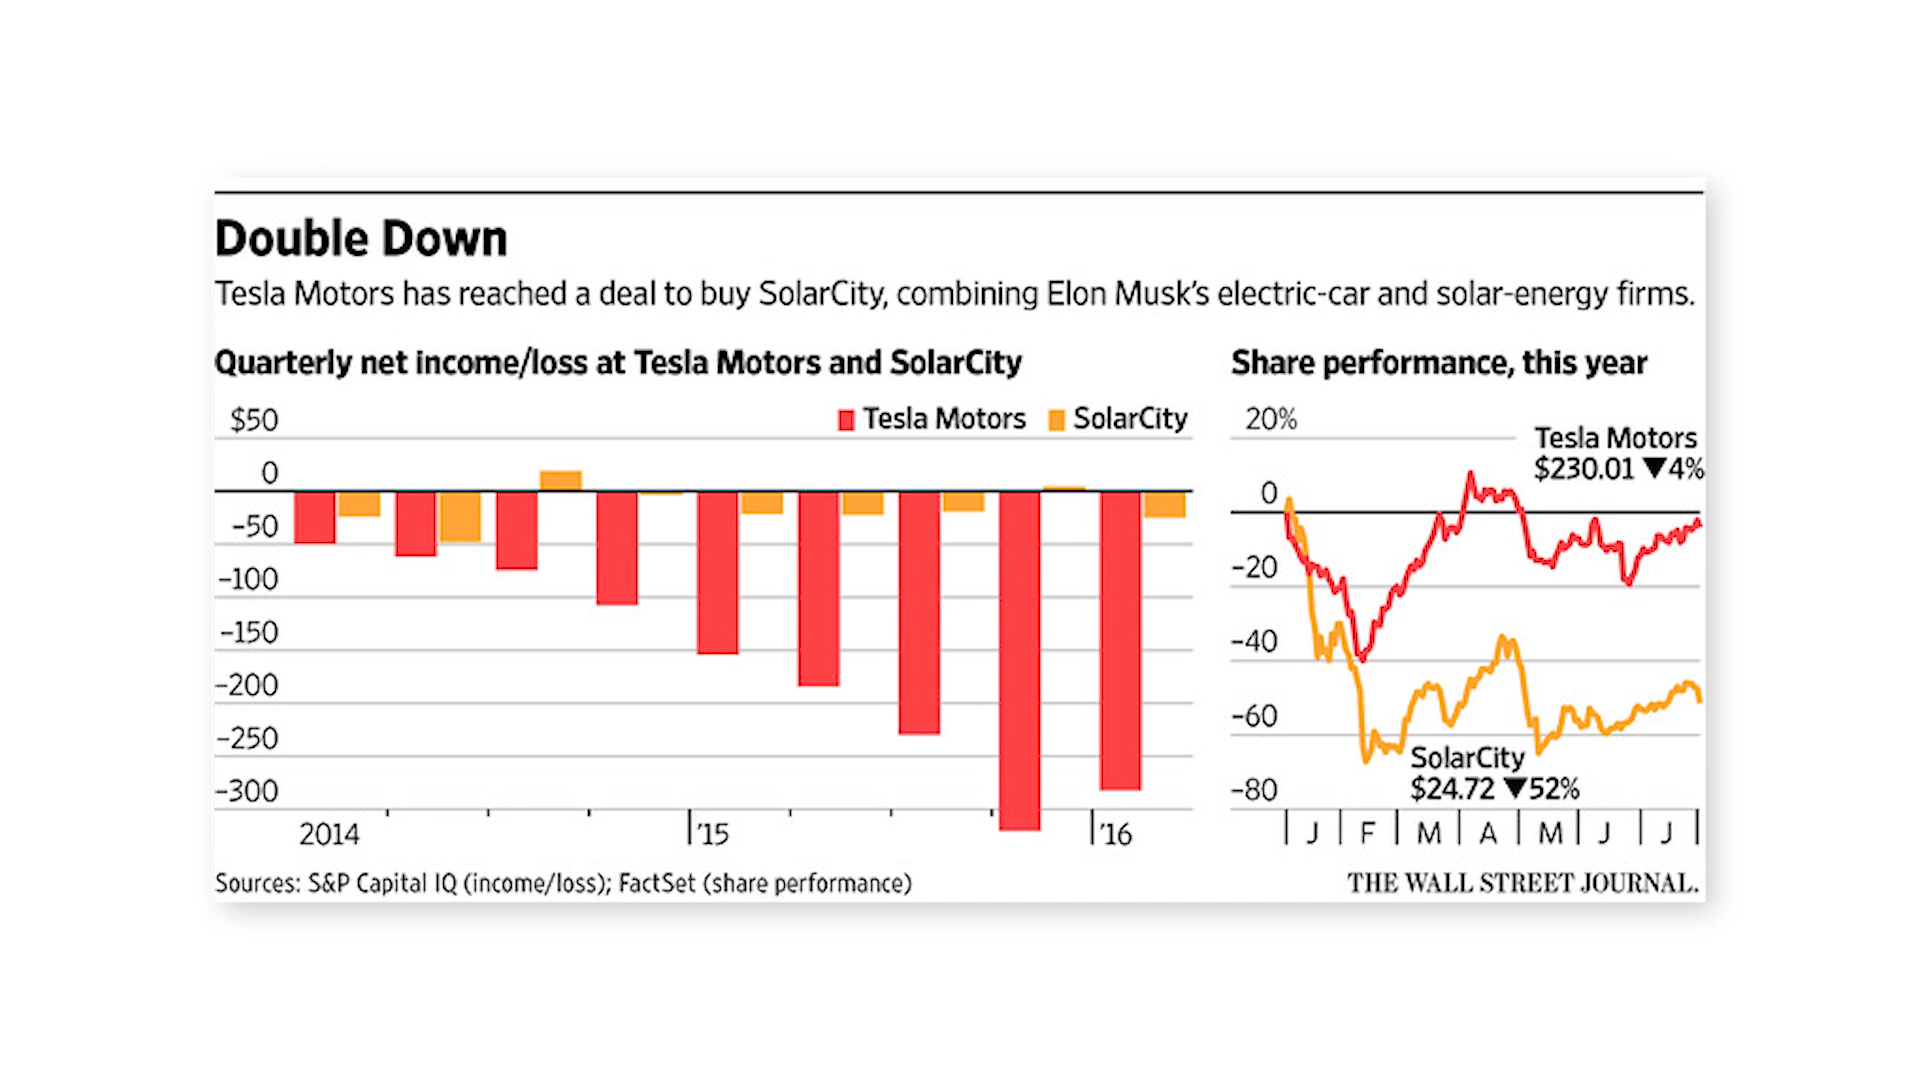 Double Down
Tesla Motors has reached a deal to buy SolarCity, combining Elon Musk's electric-car and solar-energy firms.
Quarterly net income/loss at Tesla Motors and SolarCity
$50
Tesla Motors
SolarCity
0
–50
–100
–150
–200
–250
–300
2014
'15
'16
Share performance, this year
20%
Tesla Motors
$230.01 ▼4%
0
–20
–40
–60
SolarCity
$24.72 ▼52%
–80
J F M A M J J
Sources: S&P Capital IQ (income/loss); FactSet (share performance)
THE WALL STREET JOURNAL.